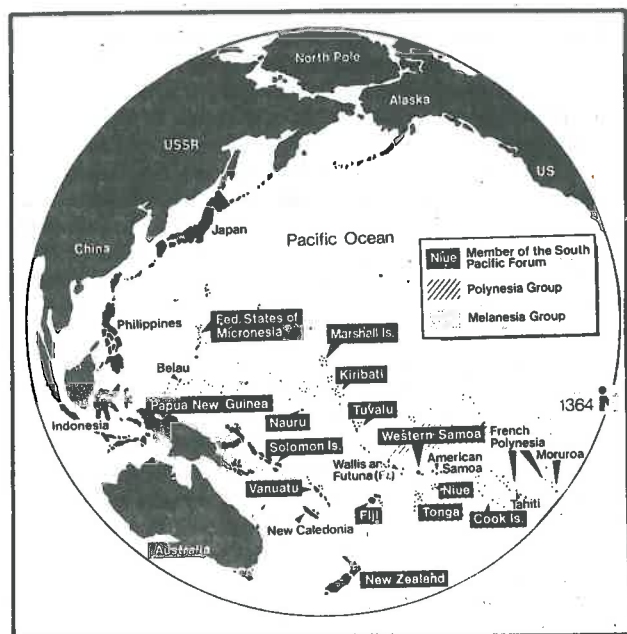 North Pole
Alaska
USSR
US
China
Japan
Pacific Ocean
Niue Member of the South
Pacific Forum
Polynesia Group
Melanesia Group
Philippines
Fed. States of
Micronesia
Marshall Is.
Belau
Kiribati
1364
Papua New Guinea
Indonesia
Nauru
Tuvalu
Solomon Is.
Western Samoa
French
Polynesia
Moruroa
Wallis an
Futuna
American
Samoa
Vanuatu
Niue
New Caledonia
Fiji
Tonga
Cook Is.
Tahiti
Australia
New Zealand